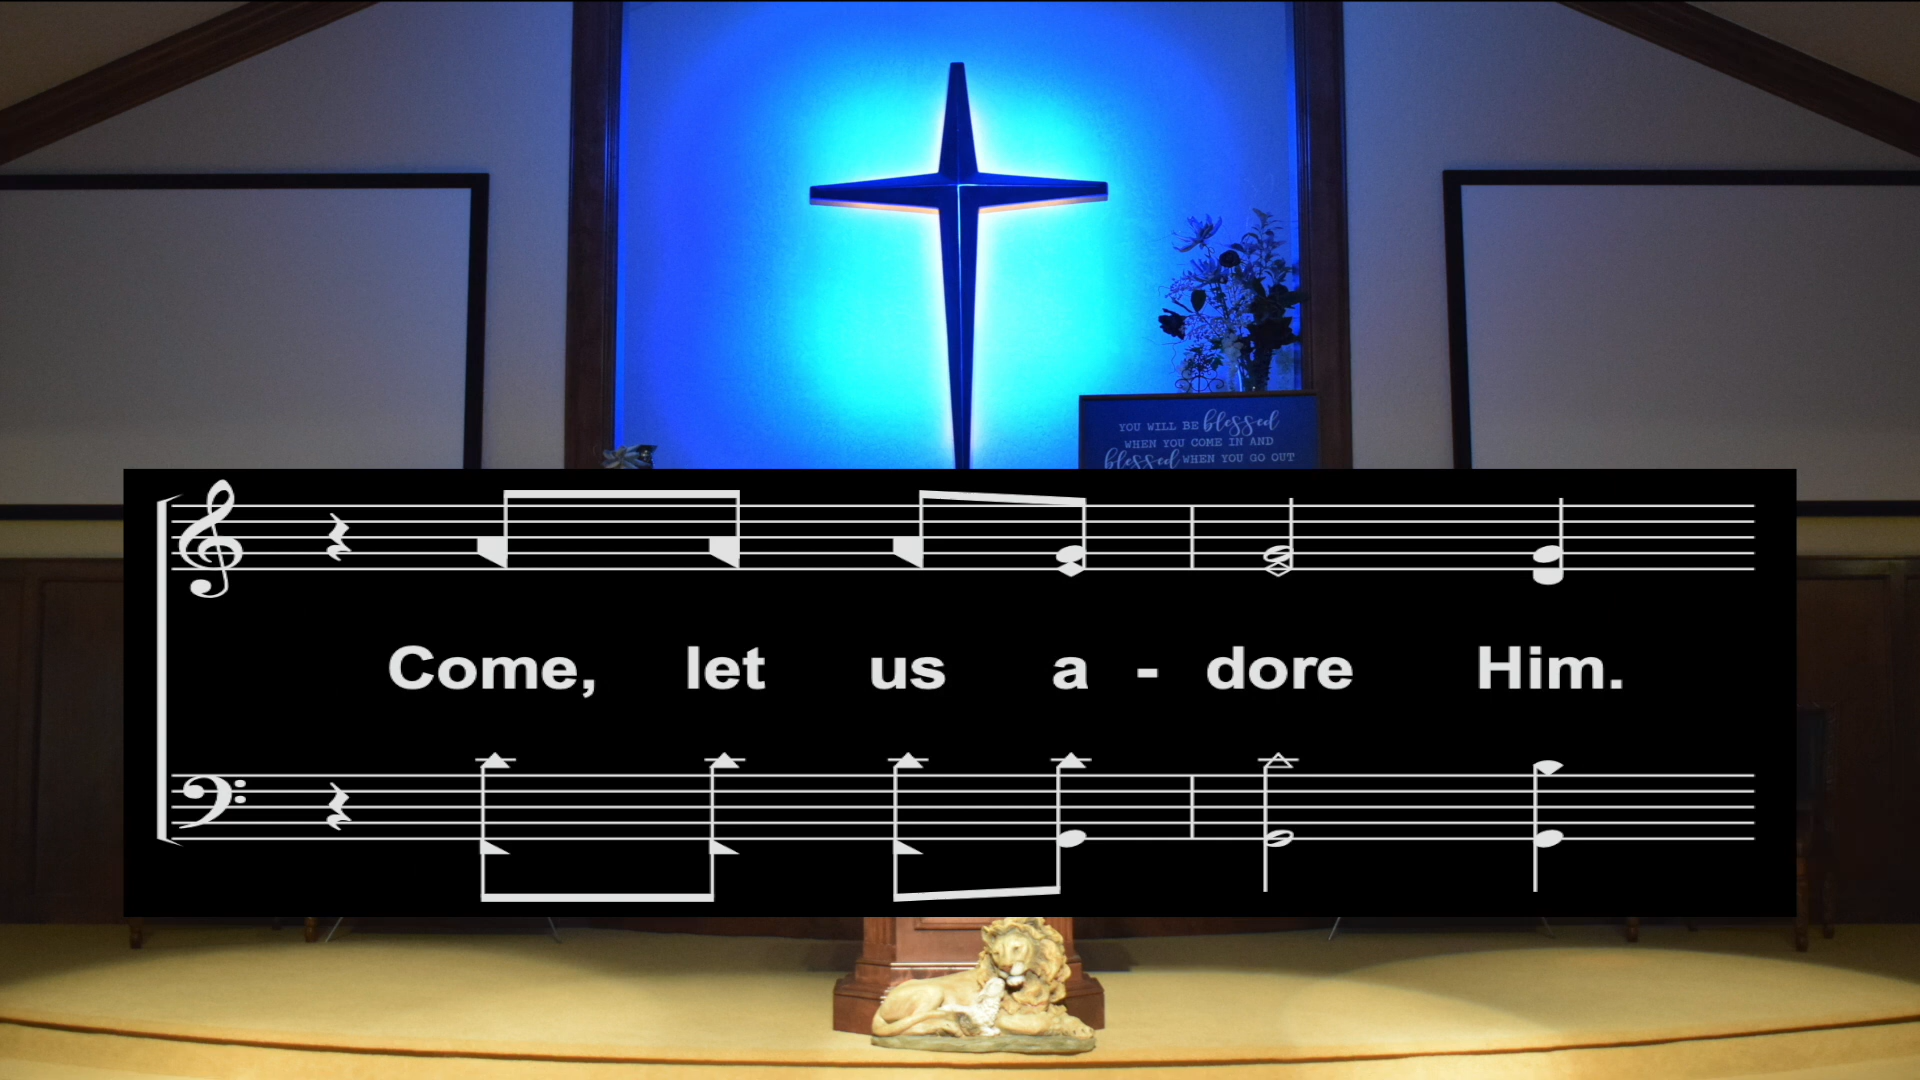 YOU WILL BE blessed
WHEN YOU COME IN AND
blessed WHEN YOU GO OUT
Come, let us a - dore Him.